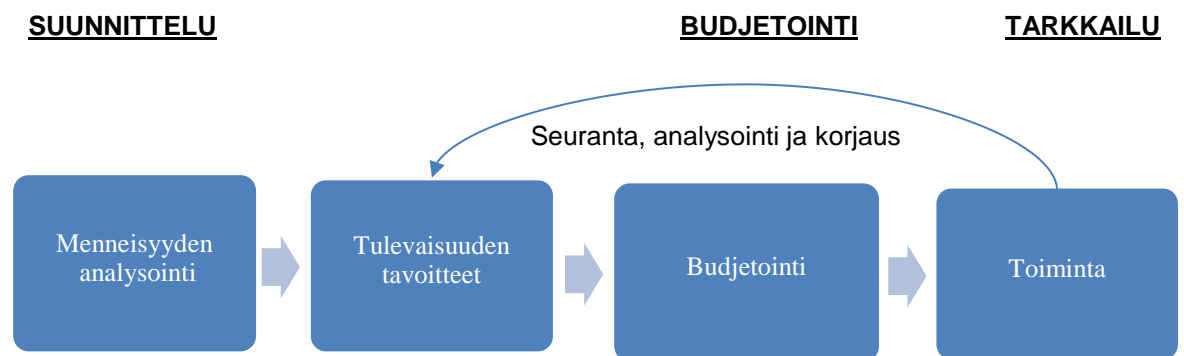 SUUNNITTELU
BUDJETOINTI
TARKKAILU
Seuranta, analysointi ja korjaus
Menneisyyden
analysointi
Tulevaisuuden
tavoitteet
Budjetointi
Toiminta